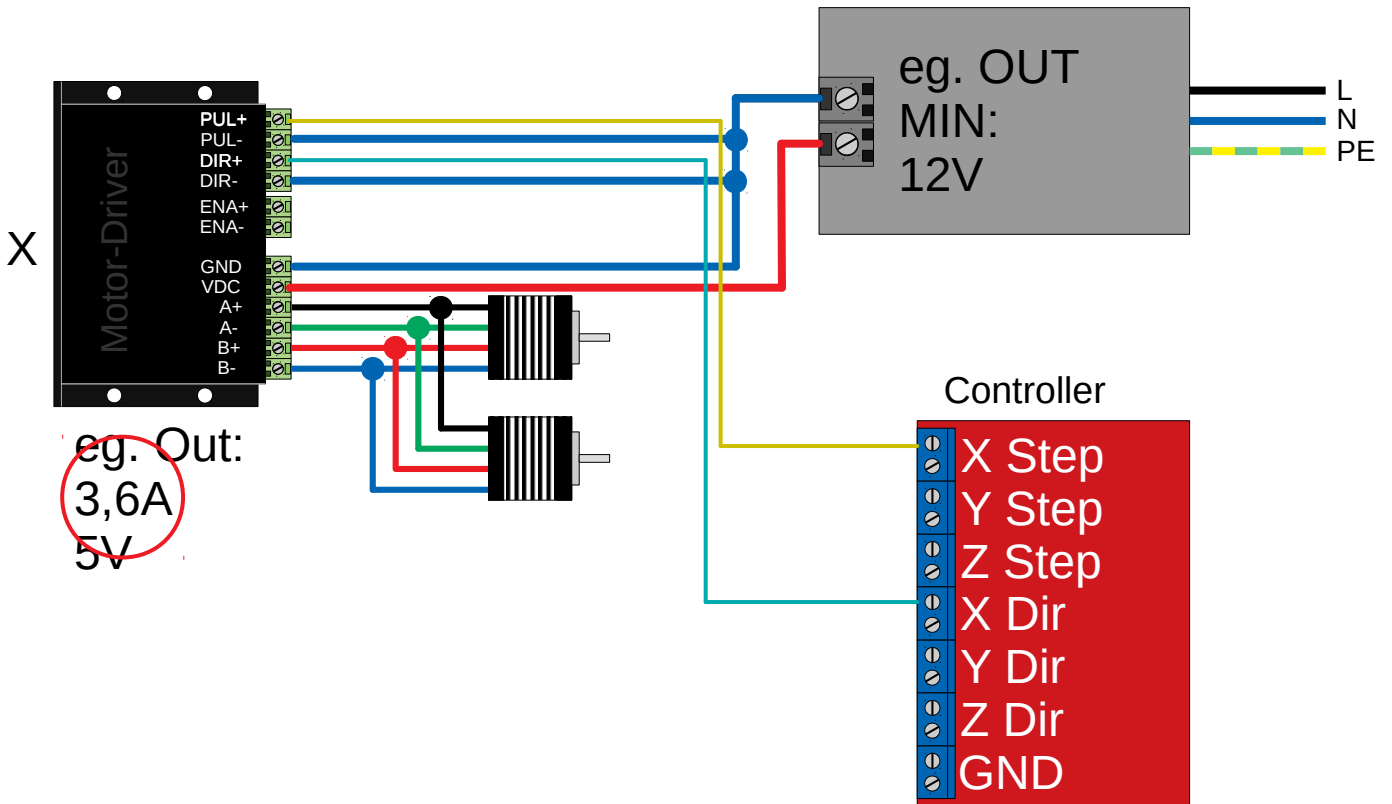 X
Motor-Driver
PUL+
PUL-
DIR+
DIR-
ENA+
ENA-
GND
VDC
A+
A-
B+
B-
eg. Out:
3,6A
5V
eg. OUT
MIN:
12V
L
N
PE
Controller
X Step
Y Step
Z Step
X Dir
Y Dir
Z Dir
GND